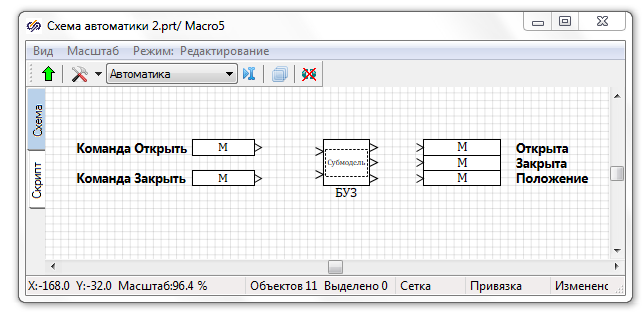 Схема автоматики 2.prt/ Macro5
Вид Масштаб Режим: Редактирование
Автоматика
Схема
Скрипт
Команда Открыть М Субмодель М Открыта
М Закрыта
Команда Закрыть М М Положение
БУЗ
X:-168.0 Y:-32.0 Масштаб:96.4 % Объектов 11 Выделено 0 Сетка Привязка Изменено